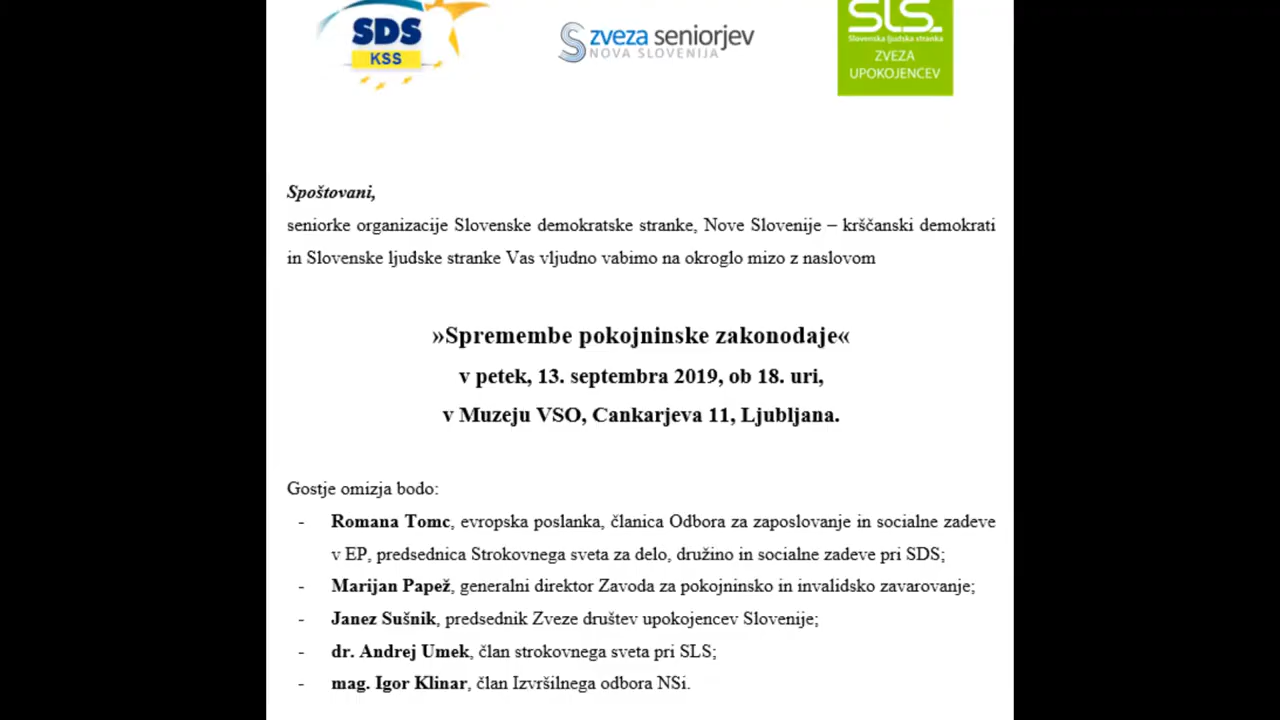 SDS
KSS
zveza seniorjev
NOVA SLOVENIJA
SLS
Slovenska ljudska stranka
ZVEZA
UPOKOJENCEV
Spoštovani,
seniorke organizacije Slovenske demokratske stranke, Nove Slovenije – krščanski demokrati
in Slovenske ljudske stranke Vas vljudno vabimo na okroglo mizo z naslovom
»Spremembe pokojninske zakonodaje«
v petek, 13. septembra 2019, ob 18. uri,
v Muzeju VSO, Cankarjeva 11, Ljubljana.
Gostje omizja bodo:
- Romana Tomc, evropska poslanka, članica Odbora za zaposlovanje in socialne zadeve
v EP, predsednica Strokovnega sveta za delo, družino in socialne zadeve pri SDS;
- Marijan Papež, generalni direktor Zavoda za pokojninsko in invalidsko zavarovanje;
- Janez Sušnik, predsednik Zveze društev upokojencev Slovenije;
- dr. Andrej Umek, član strokovnega sveta pri SLS;
- mag. Igor Klinar, član Izvršilnega odbora NSi.